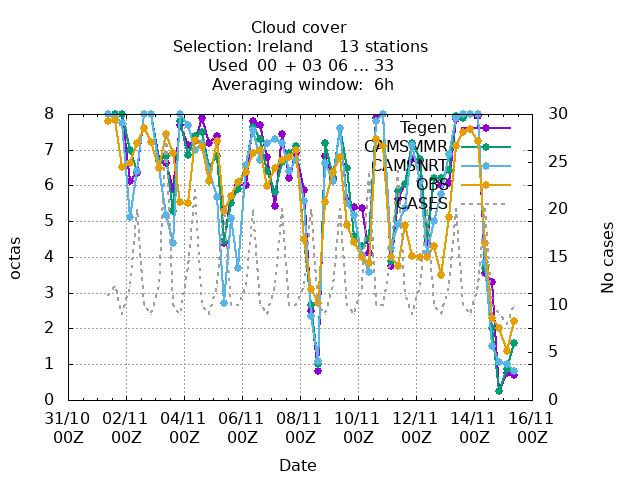 Cloud cover
Selection: Ireland 13 stations
Used 00 + 03 06 ... 33
Averaging window: 6h
8 7 6 5 4 3 2 1 0
octas
30 25 20 15 10 5 0
No cases
Tegen
CAMSiMMR
CAMSNRT
OBS
CASES
31/10 02/11 04/11 06/11 08/11 10/11 12/11 14/11 16/11
00Z 00Z 00Z 00Z 00Z 00Z 00Z 00Z 00Z
Date